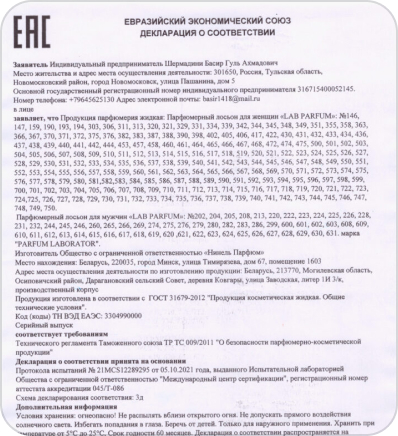 EAC
ЕВРАЗИЙСКИЙ ЭКОНОМИЧЕСКИЙ СОЮЗ
ДЕКЛАРАЦИЯ О СООТВЕТСТВИИ
Заявитель Индивидуальный предприниматель Шермадини Басир Гуль Ахмадович
Место жительства и адрес места осуществления деятельности: 301650, Россия, Тульская область,
Новомосковский район, город Новомосковск, улица Пашанина, дом 5
Основной государственный регистрационный номер индивидуального предпринимателя 316715400052145.
Номер телефона: +79645625130 Адрес электронной почты: basir1418@mail.ru
в лице
заявляет, что Продукция парфюмерия жидкая: Парфюмерный лосьон для женщин «LAB PARFUM»: №146,
147, 159, 190, 193, 194, 303, 306, 311, 313, 320, 321, 329, 331, 334, 339, 342, 344, 345, 348, 349, 351, 355, 358, 363,
366, 367, 370, 371, 372, 375, 376, 382, 383, 387, 388, 389, 390, 398, 402, 405, 406, 417, 422, 430, 431, 432, 433, 434, 436,
437, 438, 439, 440, 441, 442, 444, 453, 457, 458, 460, 461, 464, 465, 466, 467, 468, 472, 474, 475, 500, 501, 502, 503,
504, 505, 506, 507, 508, 509, 510, 511, 512, 513, 514, 515, 516, 517, 518, 519, 520, 521, 522, 523, 524, 525, 526, 527,
528, 529, 530, 531, 532, 533, 534, 535, 536, 537, 538, 539, 540, 541, 542, 543, 544, 545, 546, 547, 548, 549, 550, 551,
552, 553, 554, 555, 556, 557, 558, 559, 560, 561, 562, 563, 564, 565, 566, 567, 568, 569, 570, 571, 572, 573, 574, 575,
576, 577, 578, 579, 580, 581, 582, 583, 584, 585, 586, 587, 588, 589, 590, 591, 592, 593, 594, 595, 596, 597, 598, 599,
700, 701, 702, 703, 704, 705, 706, 707, 708, 709, 710, 711, 712, 713, 714, 715, 716, 717, 718, 719, 720, 721, 722, 723,
724, 725, 726, 727, 728, 729, 730, 731, 732, 733, 734, 735, 736, 737, 738, 739, 740, 741, 742, 743, 744, 745, 746, 747,
748, 749, 750.
Парфюмерный лосьон для мужчин «LAB PARFUM»: №202, 204, 205, 208, 213, 220, 222, 223, 224, 225, 226, 228,
231, 232, 244, 245, 260, 265, 266, 269, 274, 275, 276, 279, 280, 282, 283, 286, 299, 600, 601, 602, 603, 608, 609,
610, 611, 612, 613, 614, 615, 616, 617, 618, 619, 620, 621, 622, 623, 624, 625, 626, 627, 628, 629, 630, 631. марка
"PARFUM LABORATOR",
Изготовитель Общество с ограниченной ответственностью «Нинель Парфюм»
Место нахождения: Беларусь, 220035, город Минск, улица Тимирязева, дом 67, помещение 1603
Адрес места осуществления деятельности по изготовлению продукции: Беларусь, 213770, Могилевская область,
Осиповичский район, Дараганский сельский Совет, деревня Ковгары, улица Заводская, литер 1И 3/к,
производственный корпус
Продукция изготовлена в соответствии с ГОСТ 31679-2012 "Продукция косметическая жидкая. Общие
технические условия".
Код (коды) ТН ВЭД ЕАЭС: 3304990000
Серийный выпуск
соответствует требованиям
Технического регламента Таможенного союза ТР ТС 009/2011 "О безопасности парфюмерно-косметической
продукции"
Декларация о соответствии принята на основании
Протокола испытаний № 21МСТ2289295 от 05.10.2021 года, выданного Испытательной лабораторией
Общества с ограниченной ответственностью "Международный центр сертификации", регистрационный номер
аттестата аккредитации 045/Т-086
Схема декларирования соответствия: 3д
Дополнительная информация
Условия хранения: огнеопасно! Не распылять вблизи открытого огня. Не допускать прямого воздействия
солнечного света. Избегать попадания в глаза. Беречь от детей. Только для наружного применения. Хранить при
температуре от 5°С до 25°С. Срок годности 60 месяцев. Декларация о соответствии распространяется на